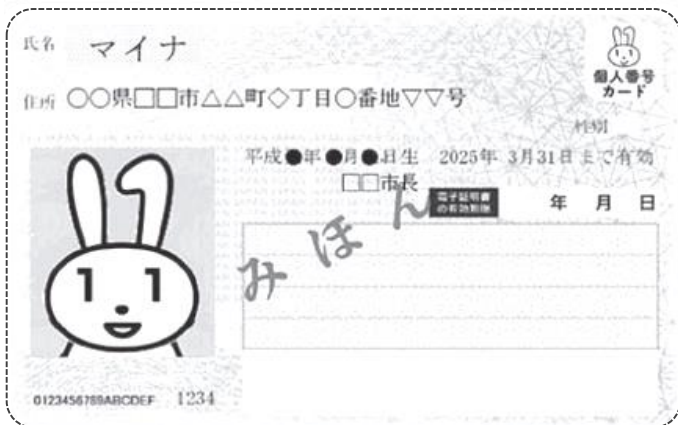 氏名 マイナ
個人番号
カード
住所 ○○県□□市△△町◇丁目○番地▽▽号
性別
平成●年●月●日生 2025年 3月31日まで有効
□□市長
電子証明書
の有効期限
年 月 日
みほん
0123456789ABCDEF 1234